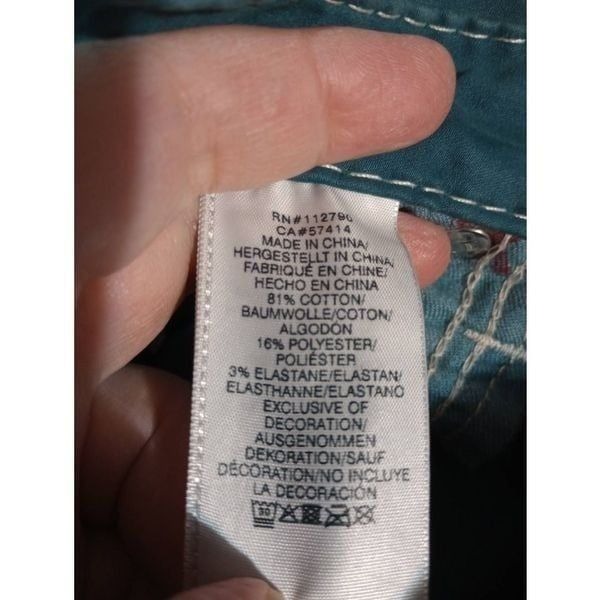 RN#112790
CA#57414
MADE IN CHINA/
HERGESTELLT IN CHINA/
FABRIQUÉ EN CHINE/
HECHO EN CHINA
81% COTTON/
BAUMWOLLE/COTON/
ALGODÓN
16% POLYESTER/
POLIÉSTER
3% ELASTANE/ELASTAN/
ELASTHANNE/ELASTANO
EXCLUSIVE OF
DECORATION/
AUSGENOMMEN
DEKORATION/SAUF
DÉCORATION/NO INCLUYE
LA DECORACIÓN
30